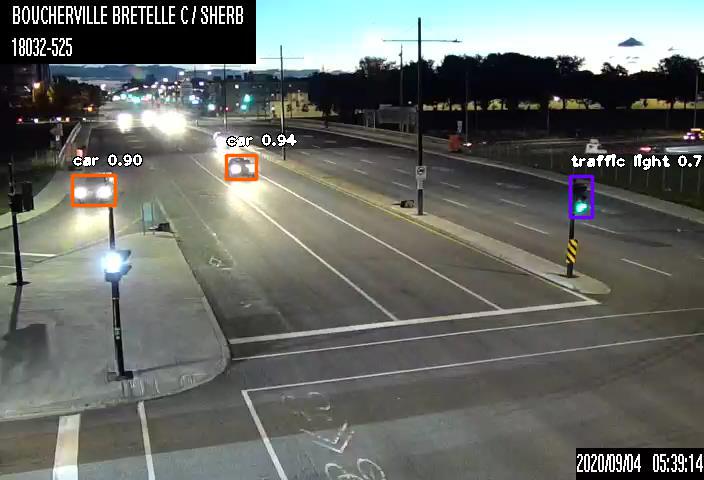 BOUCHERVILLE BRETELLE C / SHERB
18032-525
car 0.90
car 0.94
traffic light 0.7
2020/09/04 05:39:14